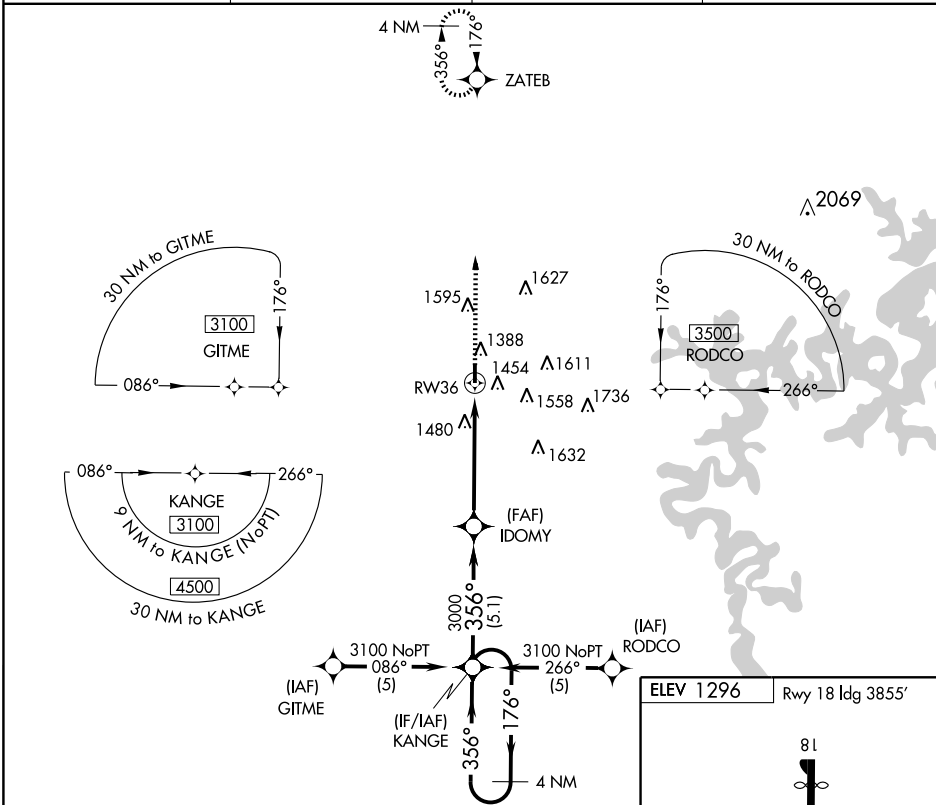 4 NM
356°
176°
ZATEB
2069
30 NM to GITME
176°
3100
GITME
086°
30 NM to RODCO
176°
3500
RODCO
266°
1595
1627
1388
1454
1611
RW36
1558
1736
1480
1632
086°
266°
KANGE
3100
9 NM to KANGE (NoPT)
4500
30 NM to KANGE
(FAF)
IDOMY
3000
356°
(5.1)
3100 NoPT
086°
(5)
(IAF)
GITME
3100 NoPT
266°
(5)
(IAF)
RODCO
(IF/IAF)
KANGE
356°
176°
4 NM
ELEV 1296
Rwy 18 ldg 3855'
18